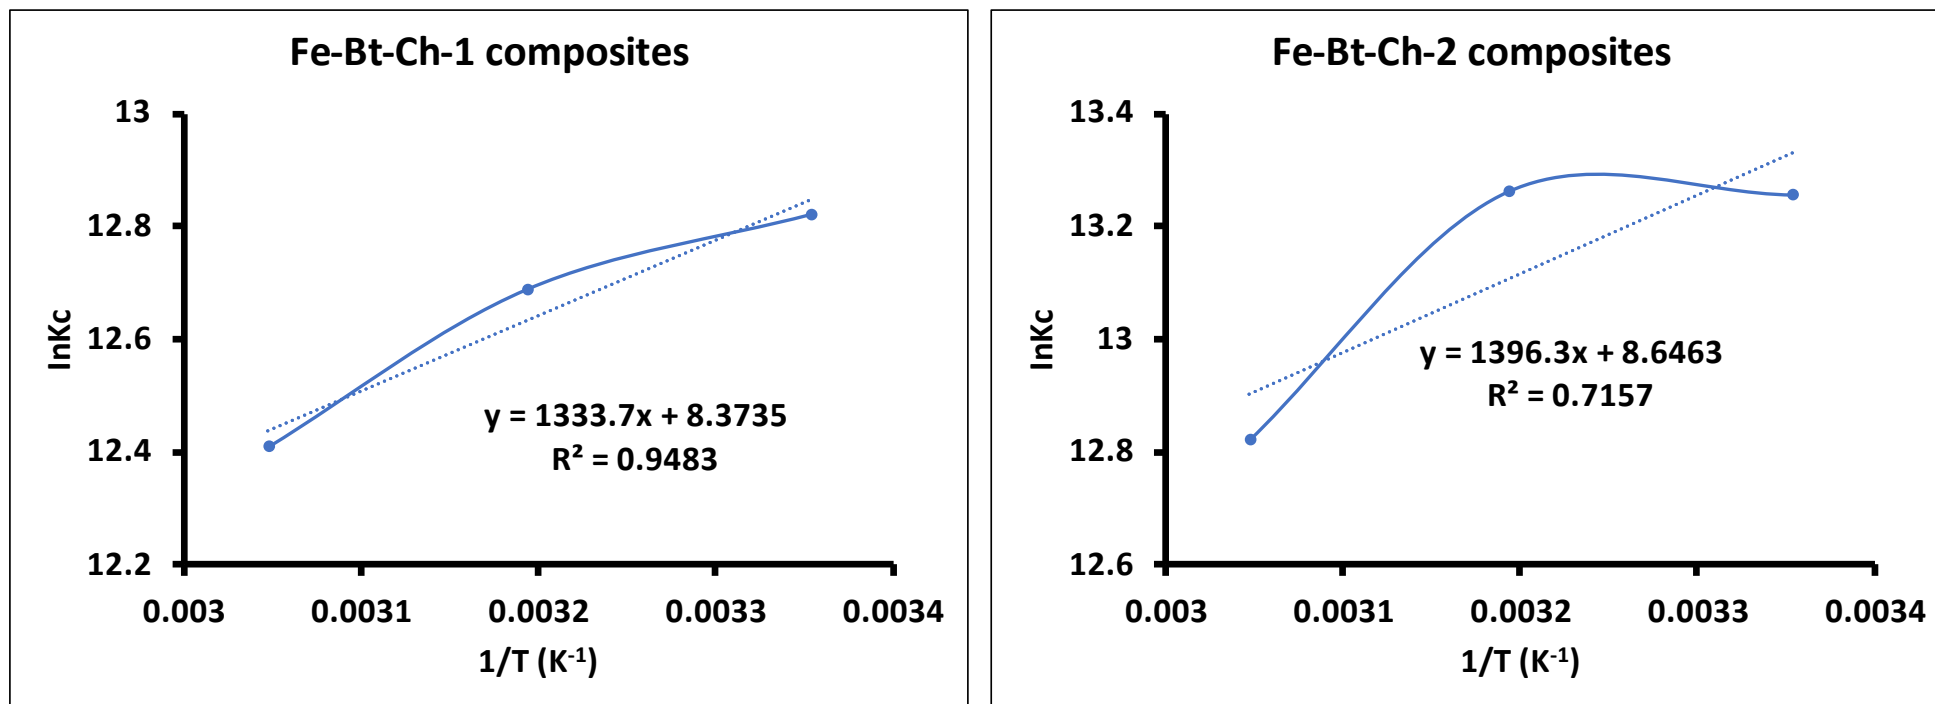 Fe-Bt-Ch-1 composites
13
12.8
12.6
12.4
12.2
lnKc
y = 1333.7x + 8.3735
R² = 0.9483
0.003 0.0031 0.0032 0.0033 0.0034
1/T (K⁻¹)
Fe-Bt-Ch-2 composites
13.4
13.2
13
12.8
12.6
lnKc
y = 1396.3x + 8.6463
R² = 0.7157
0.003 0.0031 0.0032 0.0033 0.0034
1/T (K⁻¹)